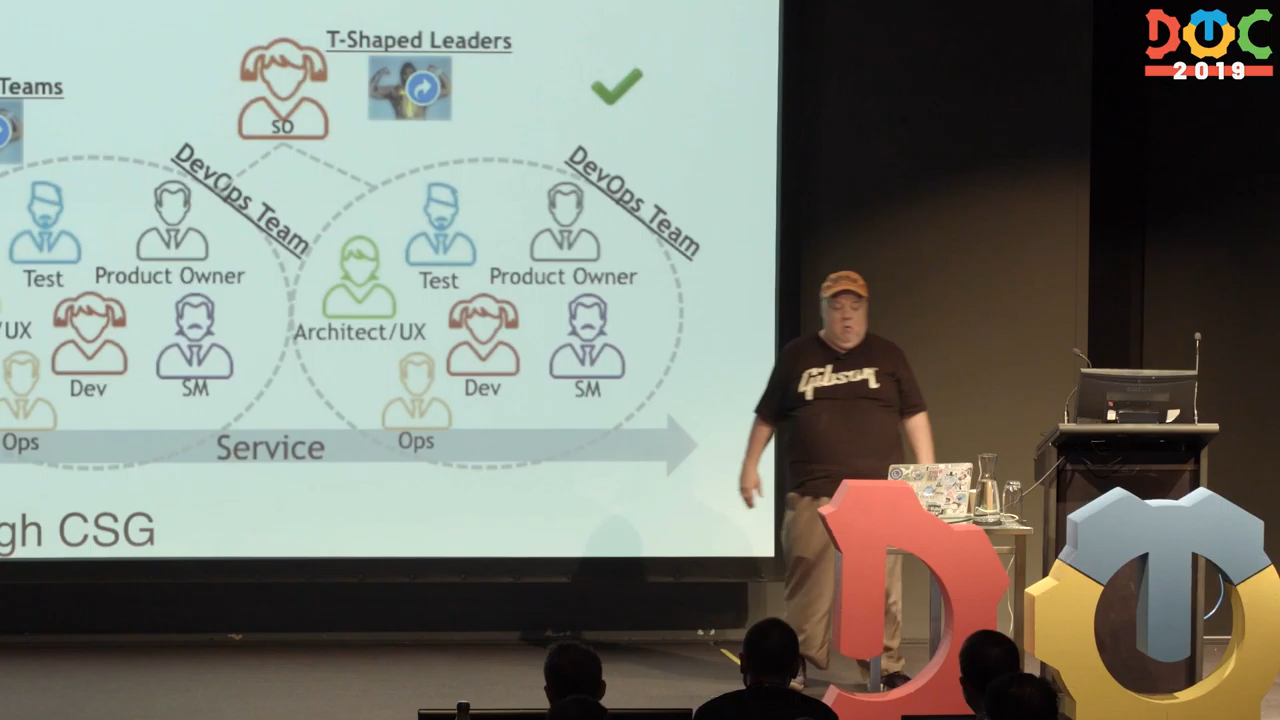 T-Shaped Leaders
Teams
SO
DevOps Team
DevOps Team
Test
Product Owner
Test
Product Owner
/UX
Architect/UX
Dev
SM
Dev
SM
Ops
Service
Ops
gh CSG
Gibson
DOC
2019